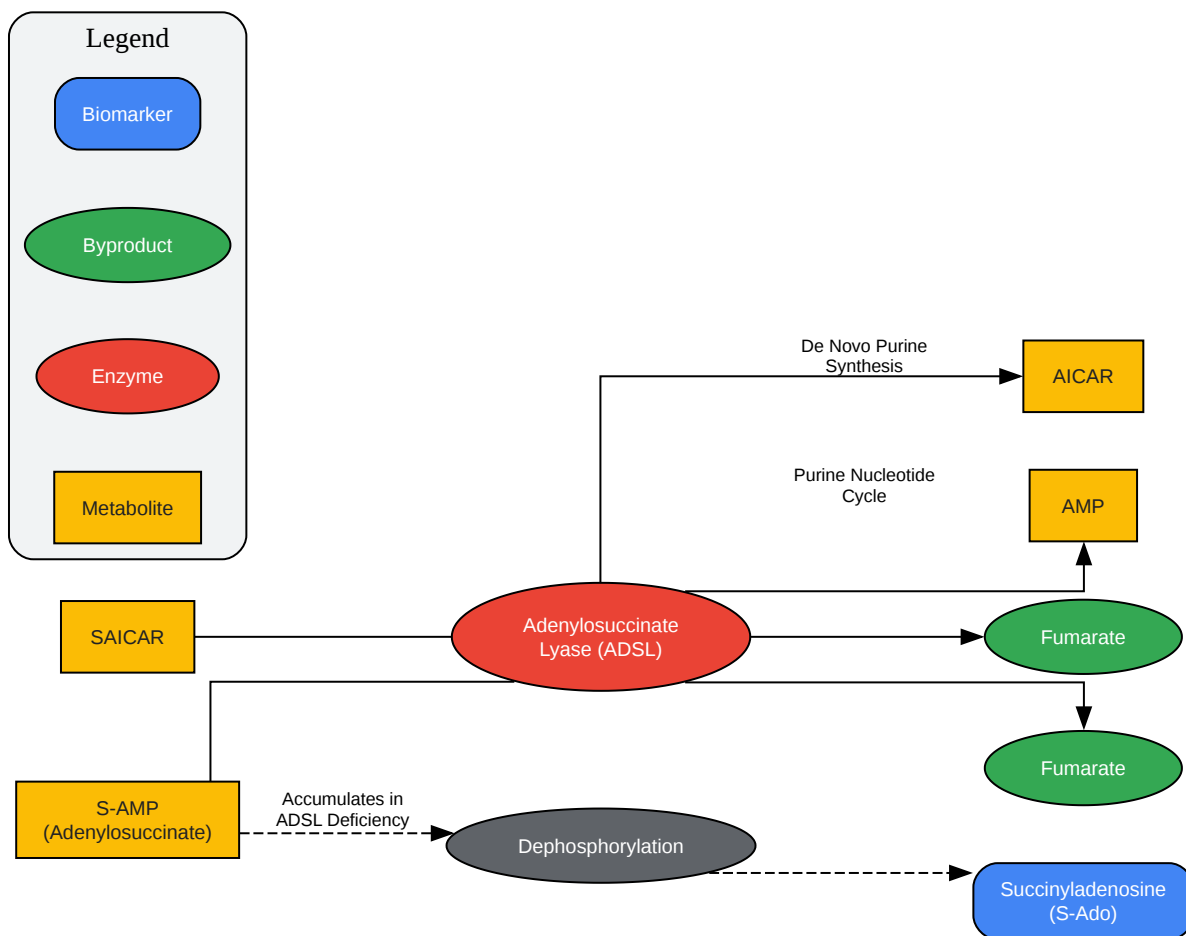 Legend
Biomarker
Byproduct
Enzyme
Metabolite
De Novo Purine
Synthesis
AICAR
Purine Nucleotide
Cycle
AMP
SAICAR
Adenylosuccinate
Lyase (ADSL)
Fumarate
Fumarate
S-AMP
(Adenylosuccinate)
Accumulates in
ADSL Deficiency
Dephosphorylation
Succinyladenosine
(S-Ado)